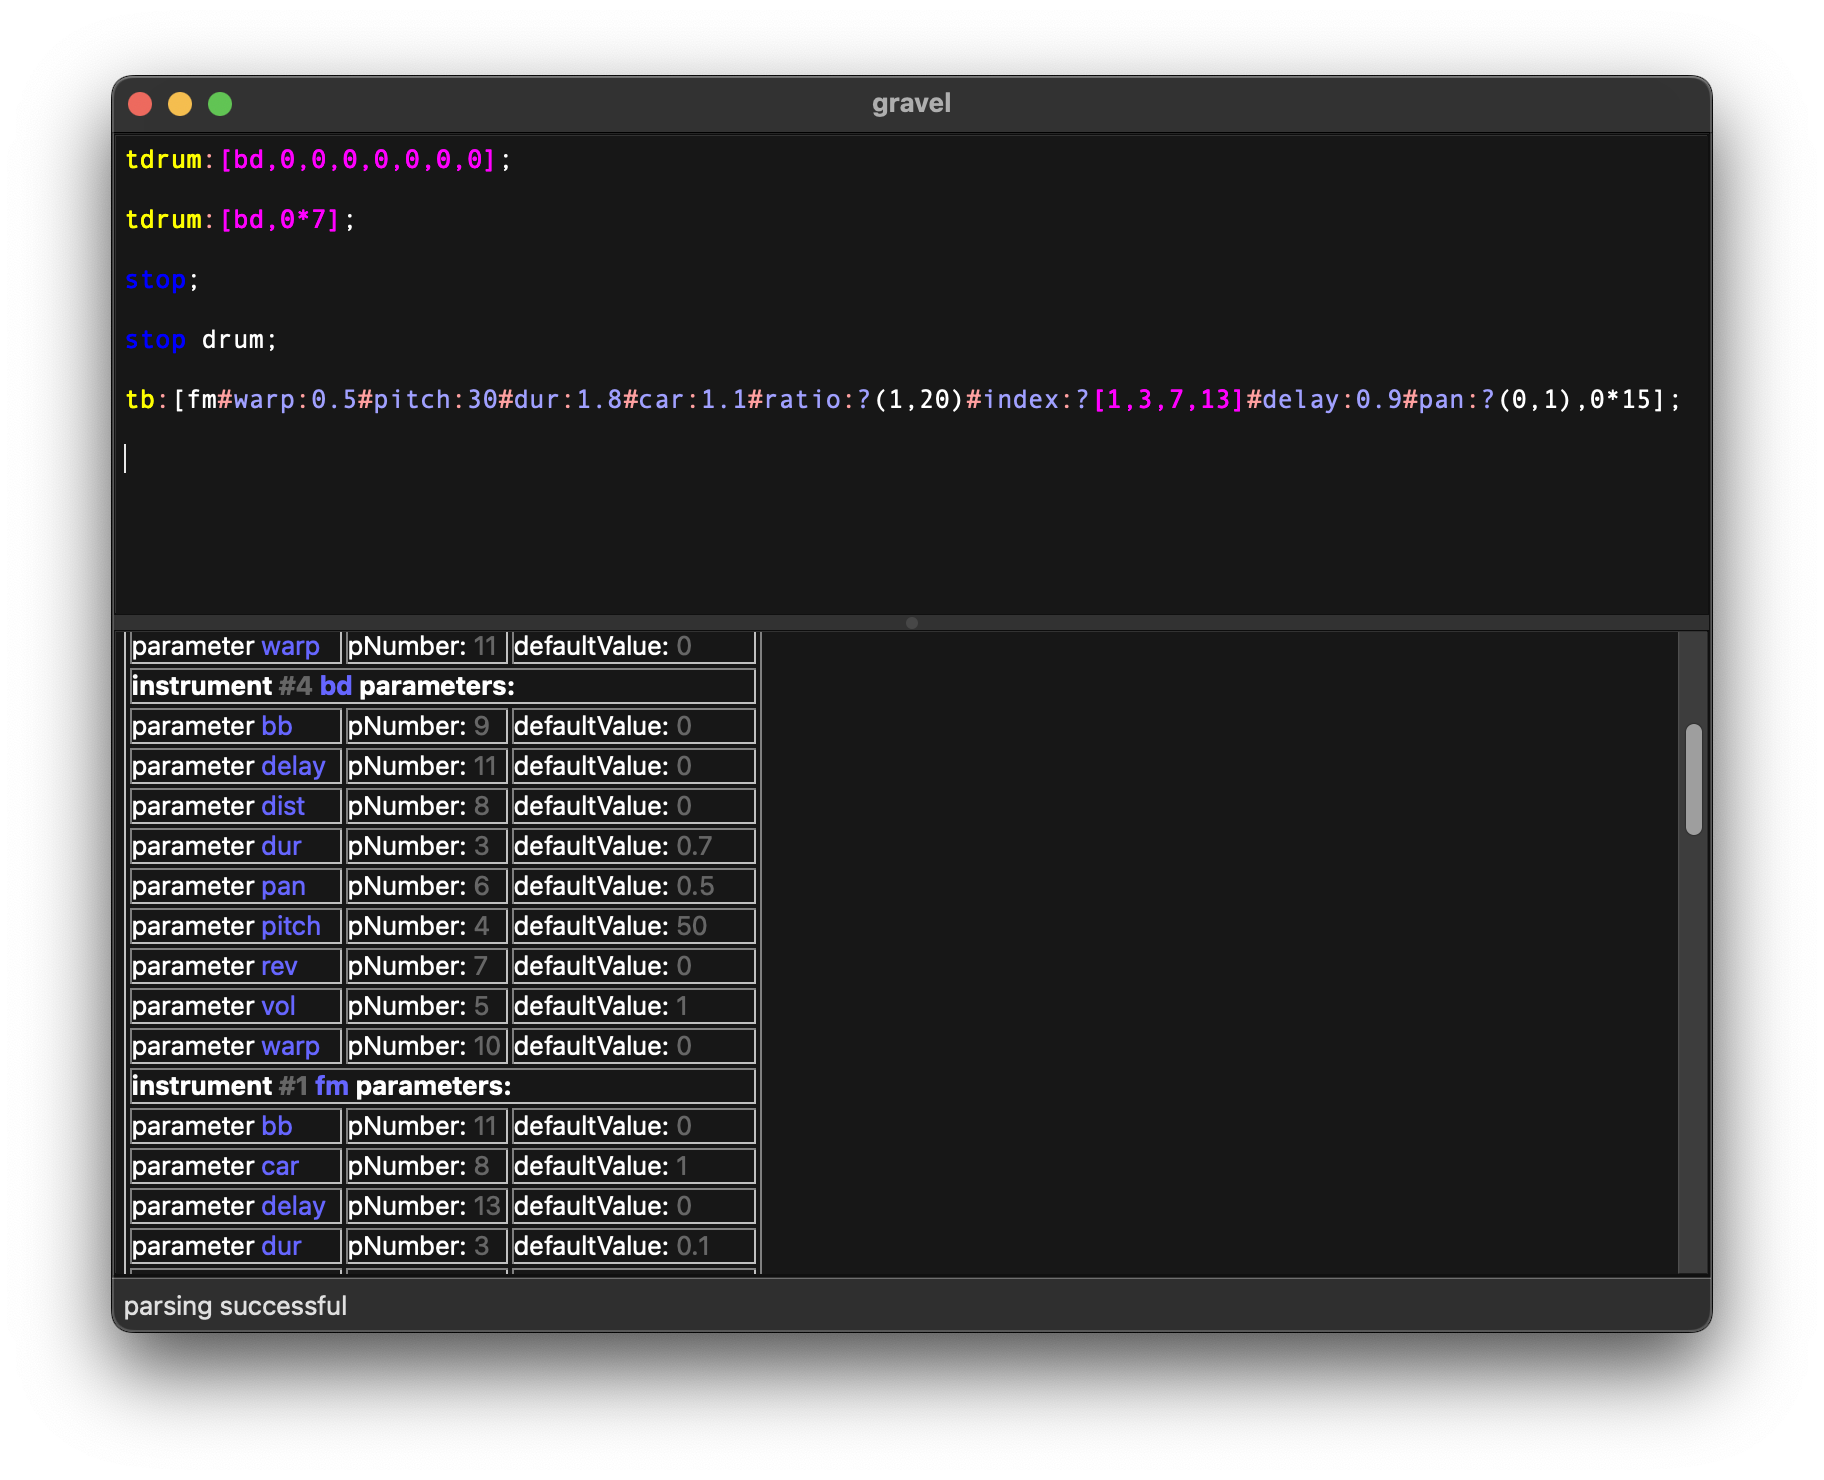 gravel
tdrum:[bd,0,0,0,0,0,0,0];
tdrum:[bd,0*7];
stop;
stop drum;
tb:[fm#warp:0.5#pitch:30#dur:1.8#car:1.1#ratio:?(1,20)#index:?[1,3,7,13]#delay:0.9#pan:?(0,1),0*15];
parameter warp pNumber: 11 defaultValue: 0
instrument #4 bd parameters:
parameter bb pNumber: 9 defaultValue: 0
parameter delay pNumber: 11 defaultValue: 0
parameter dist pNumber: 8 defaultValue: 0
parameter dur pNumber: 3 defaultValue: 0.7
parameter pan pNumber: 6 defaultValue: 0.5
parameter pitch pNumber: 4 defaultValue: 50
parameter rev pNumber: 7 defaultValue: 0
parameter vol pNumber: 5 defaultValue: 1
parameter warp pNumber: 10 defaultValue: 0
instrument #1 fm parameters:
parameter bb pNumber: 11 defaultValue: 0
parameter car pNumber: 8 defaultValue: 1
parameter delay pNumber: 13 defaultValue: 0
parameter dur pNumber: 3 defaultValue: 0.1
parsing successful